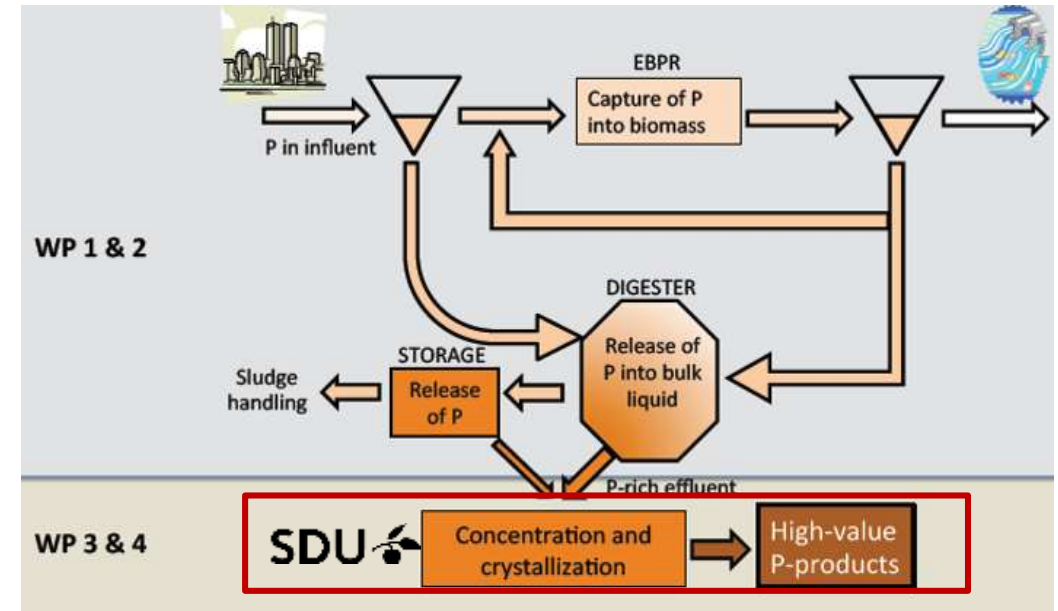 EBPR
Capture of P
into biomass
P in influent
WP 1 & 2
DIGESTER
Release of
P into bulk
liquid
STORAGE
Release
of P
Sludge
handling
P-rich effluent
WP 3 & 4
SDU
Concentration and
crystallization
High-value
P-products